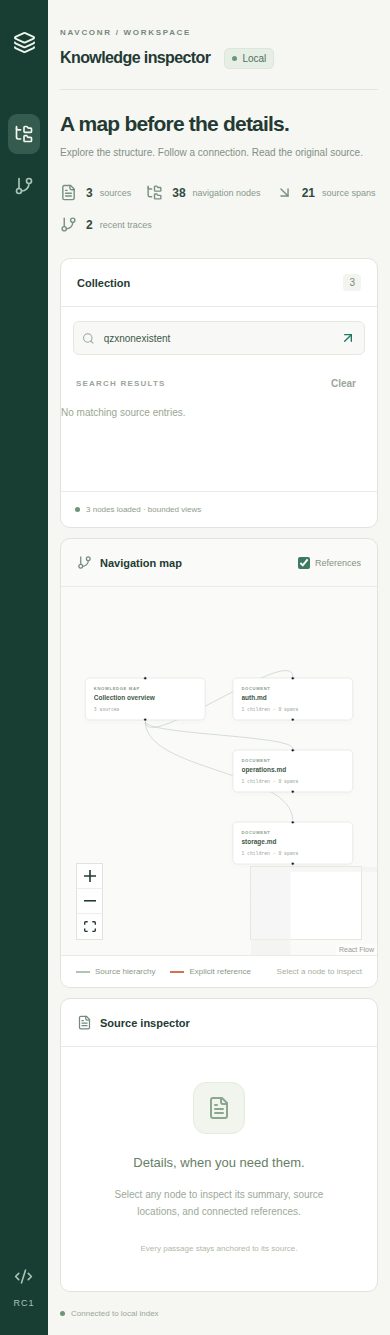 NAVCONR / WORKSPACE
Knowledge inspector
Local
A map before the details.
Explore the structure. Follow a connection. Read the original source.
3 sources
38 navigation nodes
21 source spans
2 recent traces
Collection
3
qzxnonexistent
SEARCH RESULTS
Clear
No matching source entries.
3 nodes loaded · bounded views
Navigation map
References
KNOWLEDGE MAP
Collection overview
3 sources
DOCUMENT
auth.md
1 children · 8 spans
DOCUMENT
operations.md
1 children · 8 spans
DOCUMENT
storage.md
1 children · 8 spans
React Flow
Source hierarchy
Explicit reference
Select a node to inspect
Source inspector
Details, when you need them.
Select any node to inspect its summary, source
locations, and connected references.
Every passage stays anchored to its source.
RC1
Connected to local index